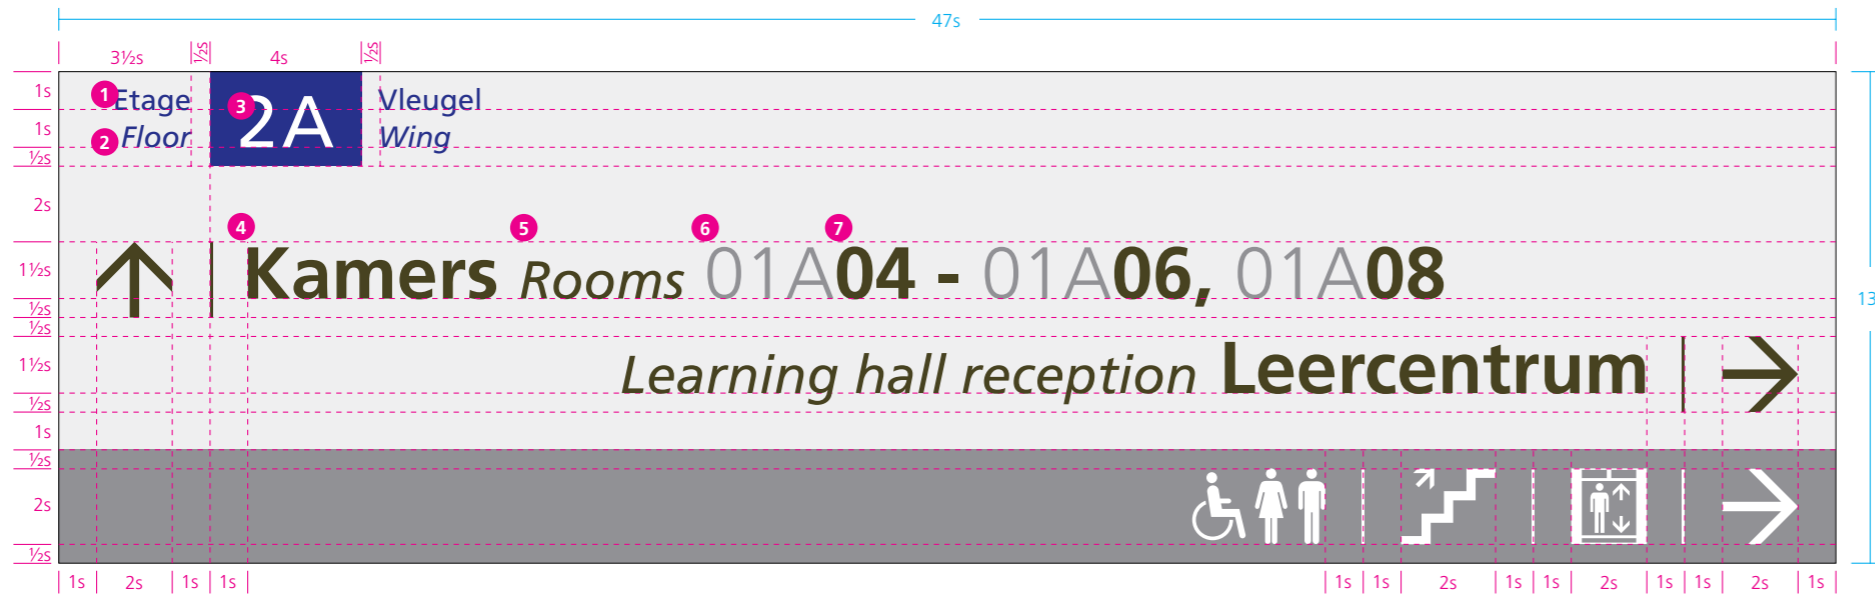 47s
3½s ½s 4s ½s
1s
1 Etage 3 2A Vleugel
1s
2 Floor Wing
½s
2s
4 5 6 7
1½s
Kamers Rooms 01A04 - 01A06, 01A08
½s
½s
13
1½s
Learning hall reception Leercentrum
½s
1s
½s
2s
½s
1s 2s 1s 1s 1s 1s 2s 1s 1s 2s 1s 1s 2s 1s